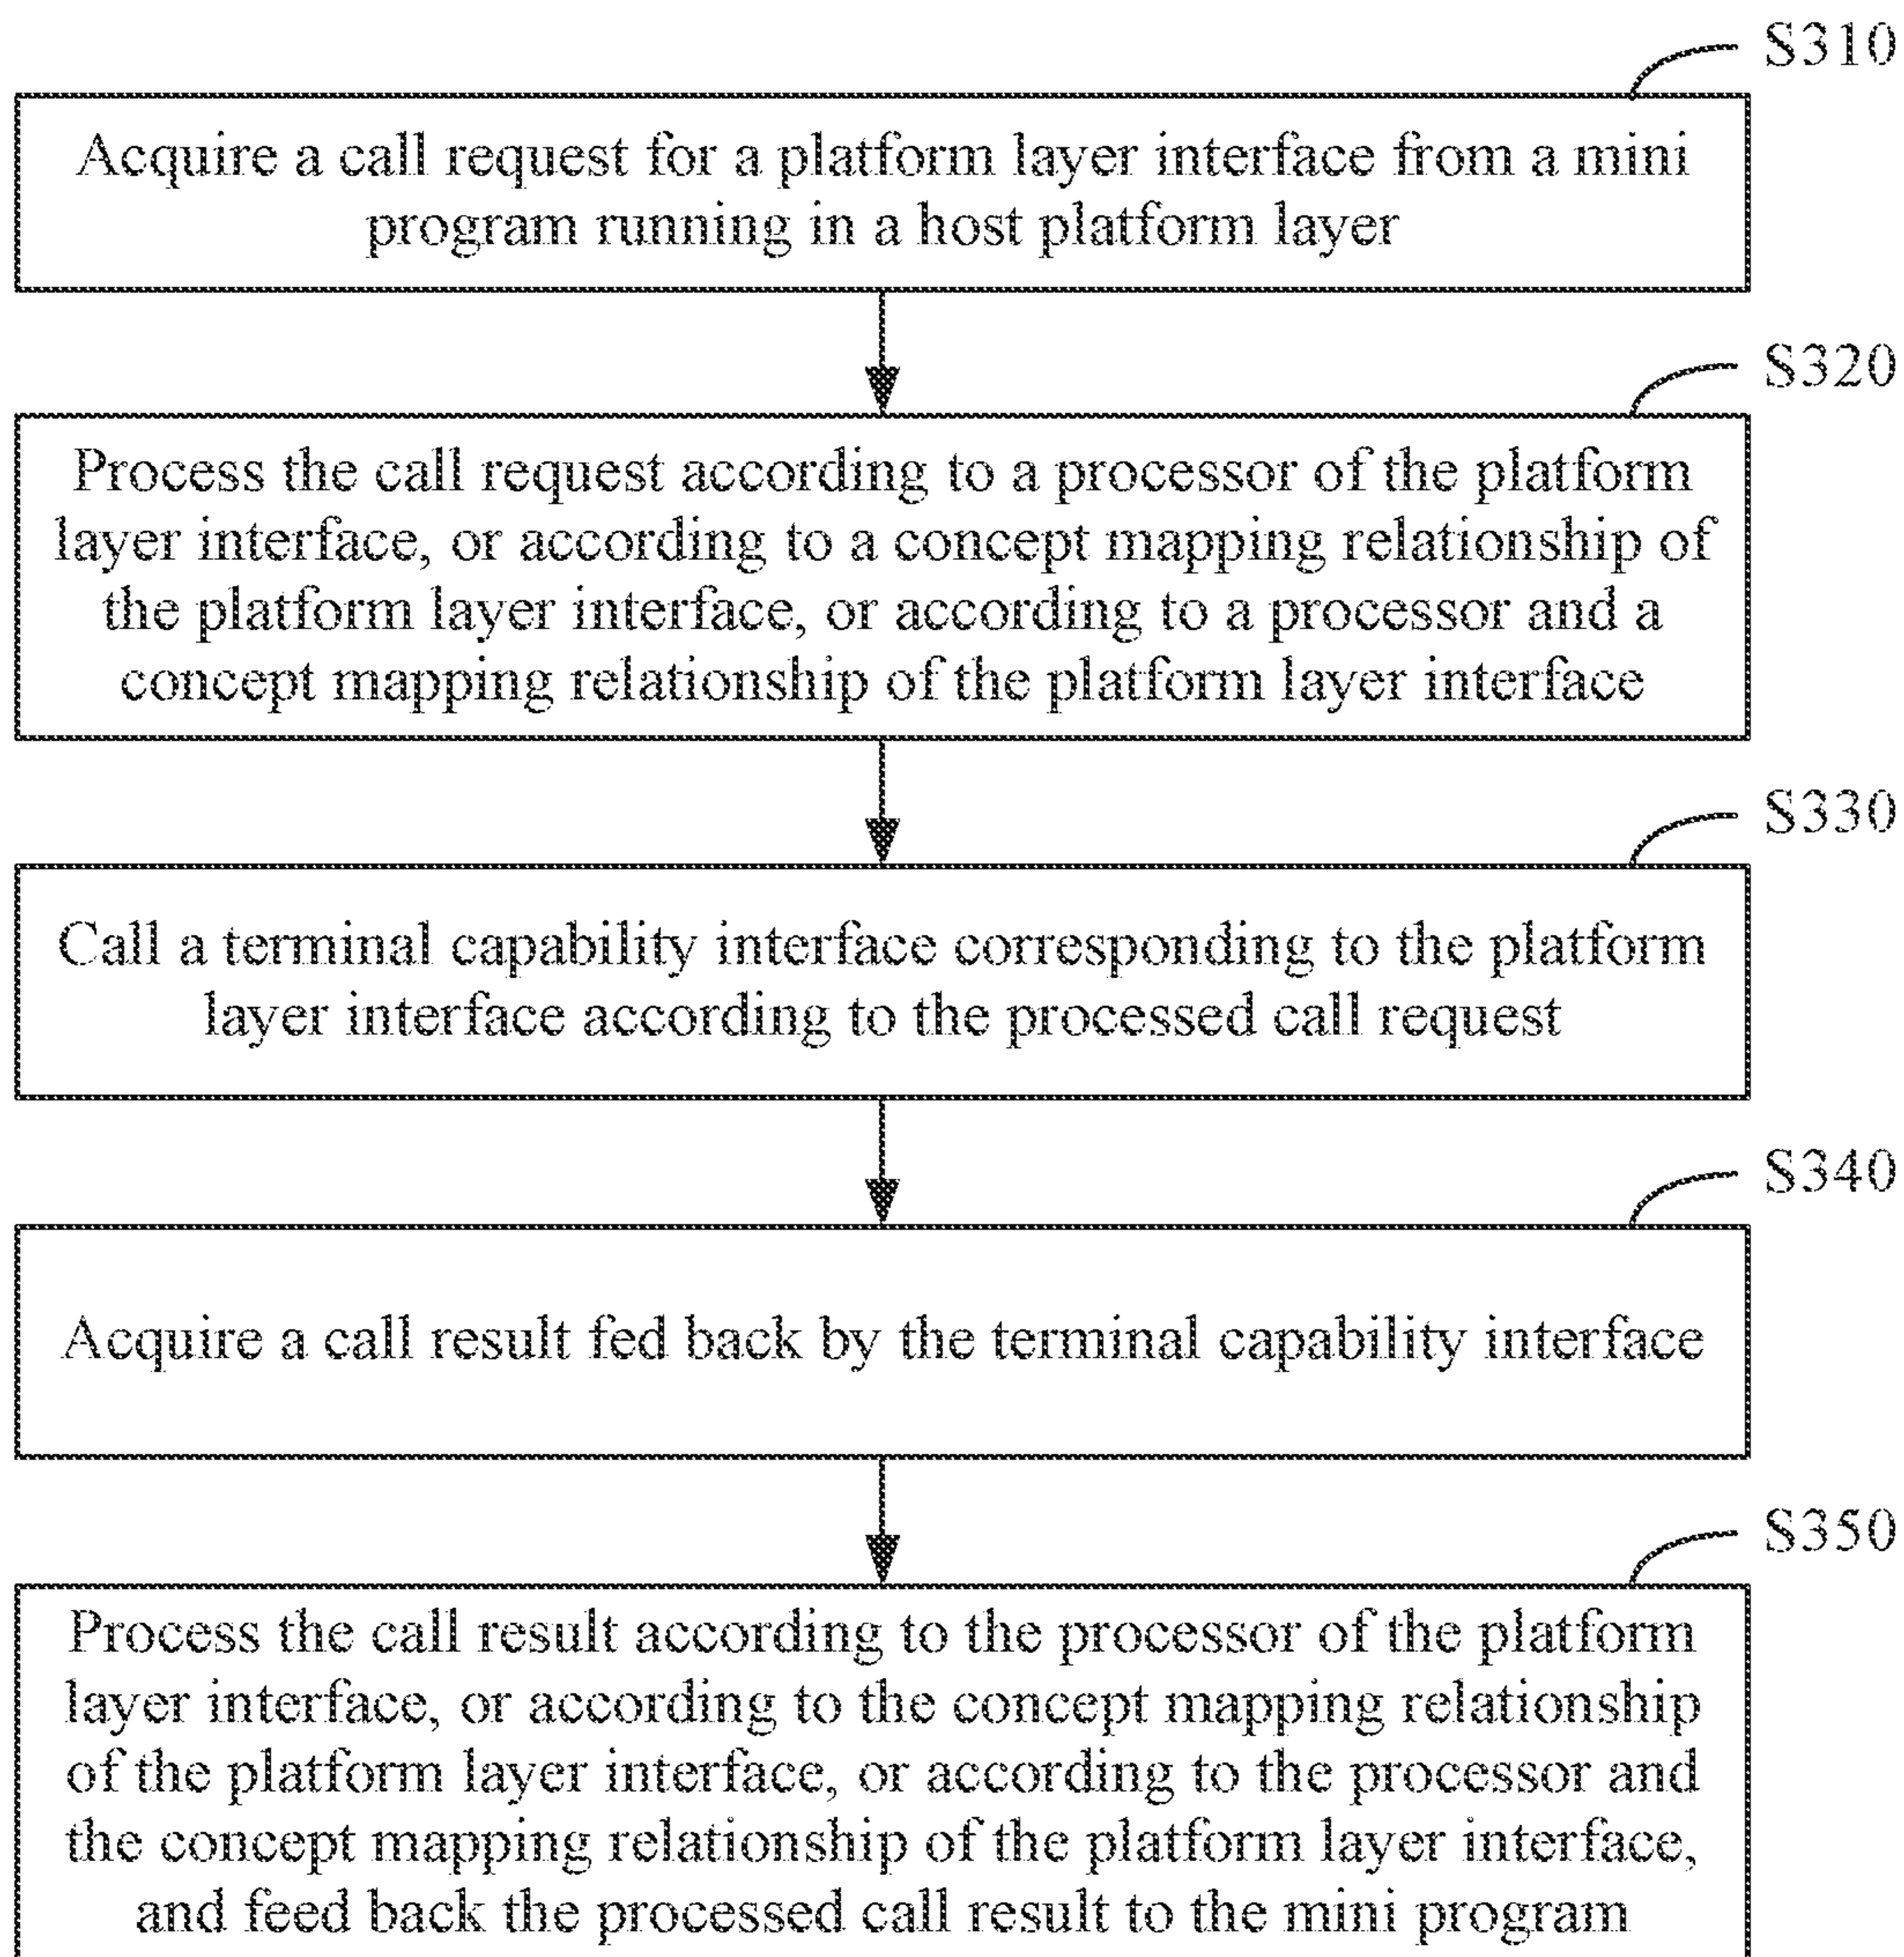 S310
Acquire a call request for a platform layer interface from a mini
program running in a host platform layer
S320
Process the call request according to a processor of the platform
layer interface, or according to a concept mapping relationship of
the platform layer interface, or according to a processor and a
concept mapping relationship of the platform layer interface
S330
Call a terminal capability interface corresponding to the platform
layer interface according to the processed call request
S340
Acquire a call result fed back by the terminal capability interface
S350
Process the call result according to the processor of the platform
layer interface, or according to the concept mapping relationship
of the platform layer interface, or according to the processor and
the concept mapping relationship of the platform layer interface,
and feed back the processed call result to the mini program